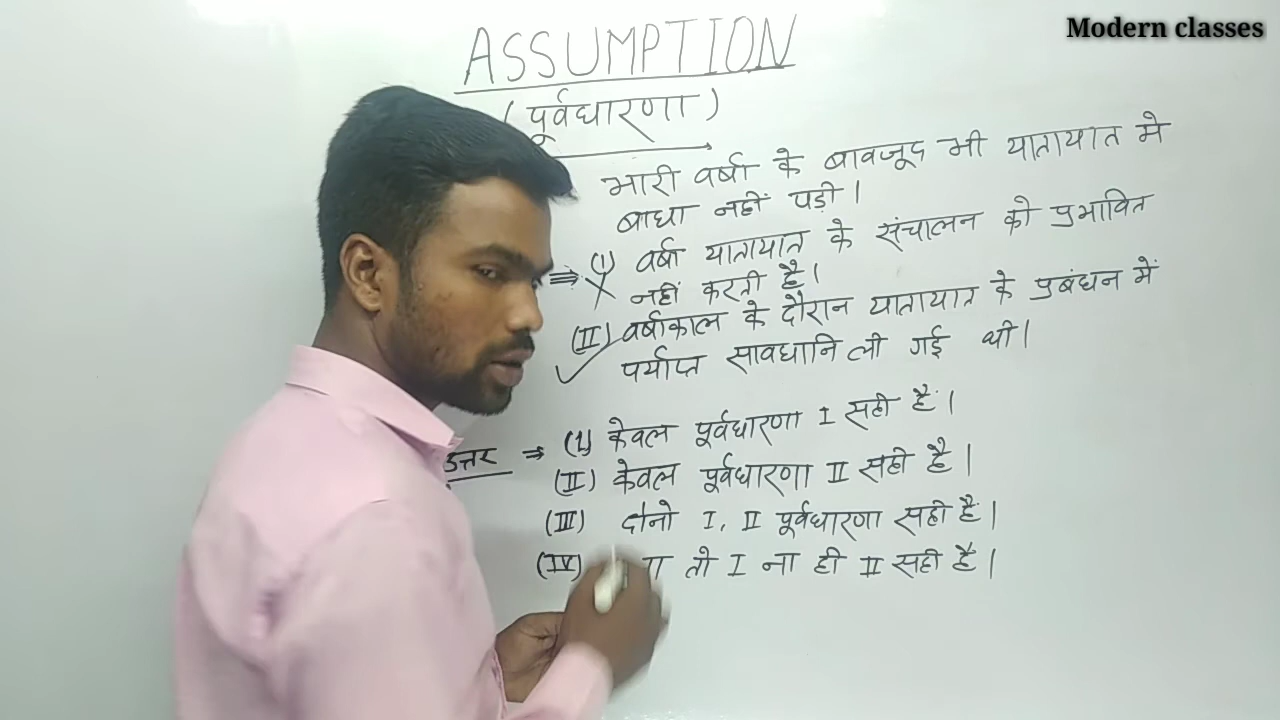 Modern classes
ASSUMPTION
(पूर्वधारणा)
भारी वर्षा के बावजूद भी यातायात मे
बाधा नहीं पड़ी।
⇒ (1) वर्षा यातायात के संचालन को प्रभावित
नहीं करती है।
(II) वर्षाकाल के दौरान यातायात के प्रबंधन में
पर्याप्त सावधानि ली गई थी।
उत्तर ⇒ (1) केवल पूर्वधारणा I सही है।
(II) केवल पूर्वधारणा II सही है।
(III) दोनो I, II पूर्वधारणा सही है।
(IV) तो I ना ही II सही है।